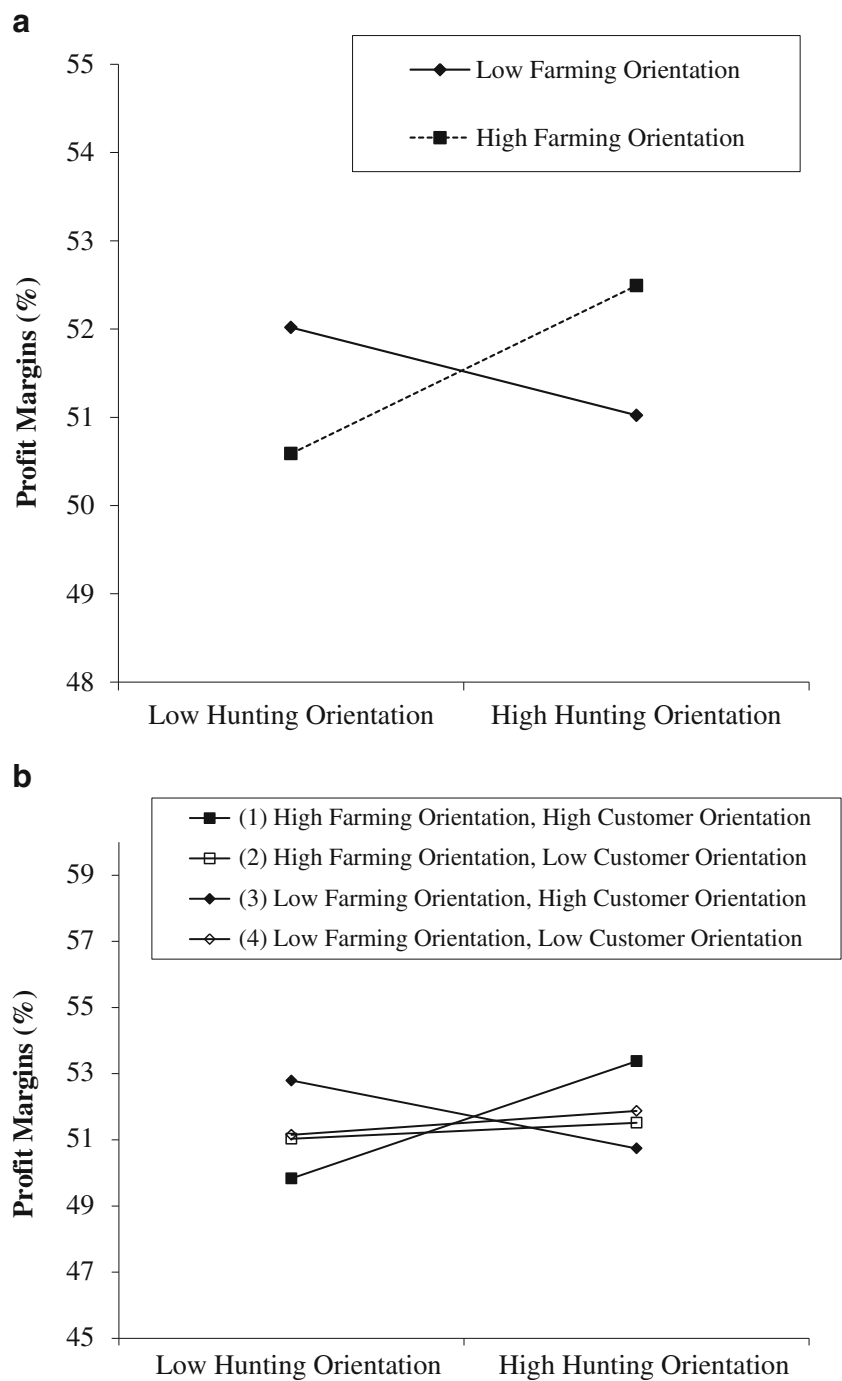 a
Low Farming Orientation
High Farming Orientation
55
54
53
52
51
50
49
48
Profit Margins (%)
Low Hunting Orientation High Hunting Orientation
b
(1) High Farming Orientation, High Customer Orientation
(2) High Farming Orientation, Low Customer Orientation
(3) Low Farming Orientation, High Customer Orientation
(4) Low Farming Orientation, Low Customer Orientation
59
57
55
53
51
49
47
45
Profit Margins (%)
Low Hunting Orientation High Hunting Orientation